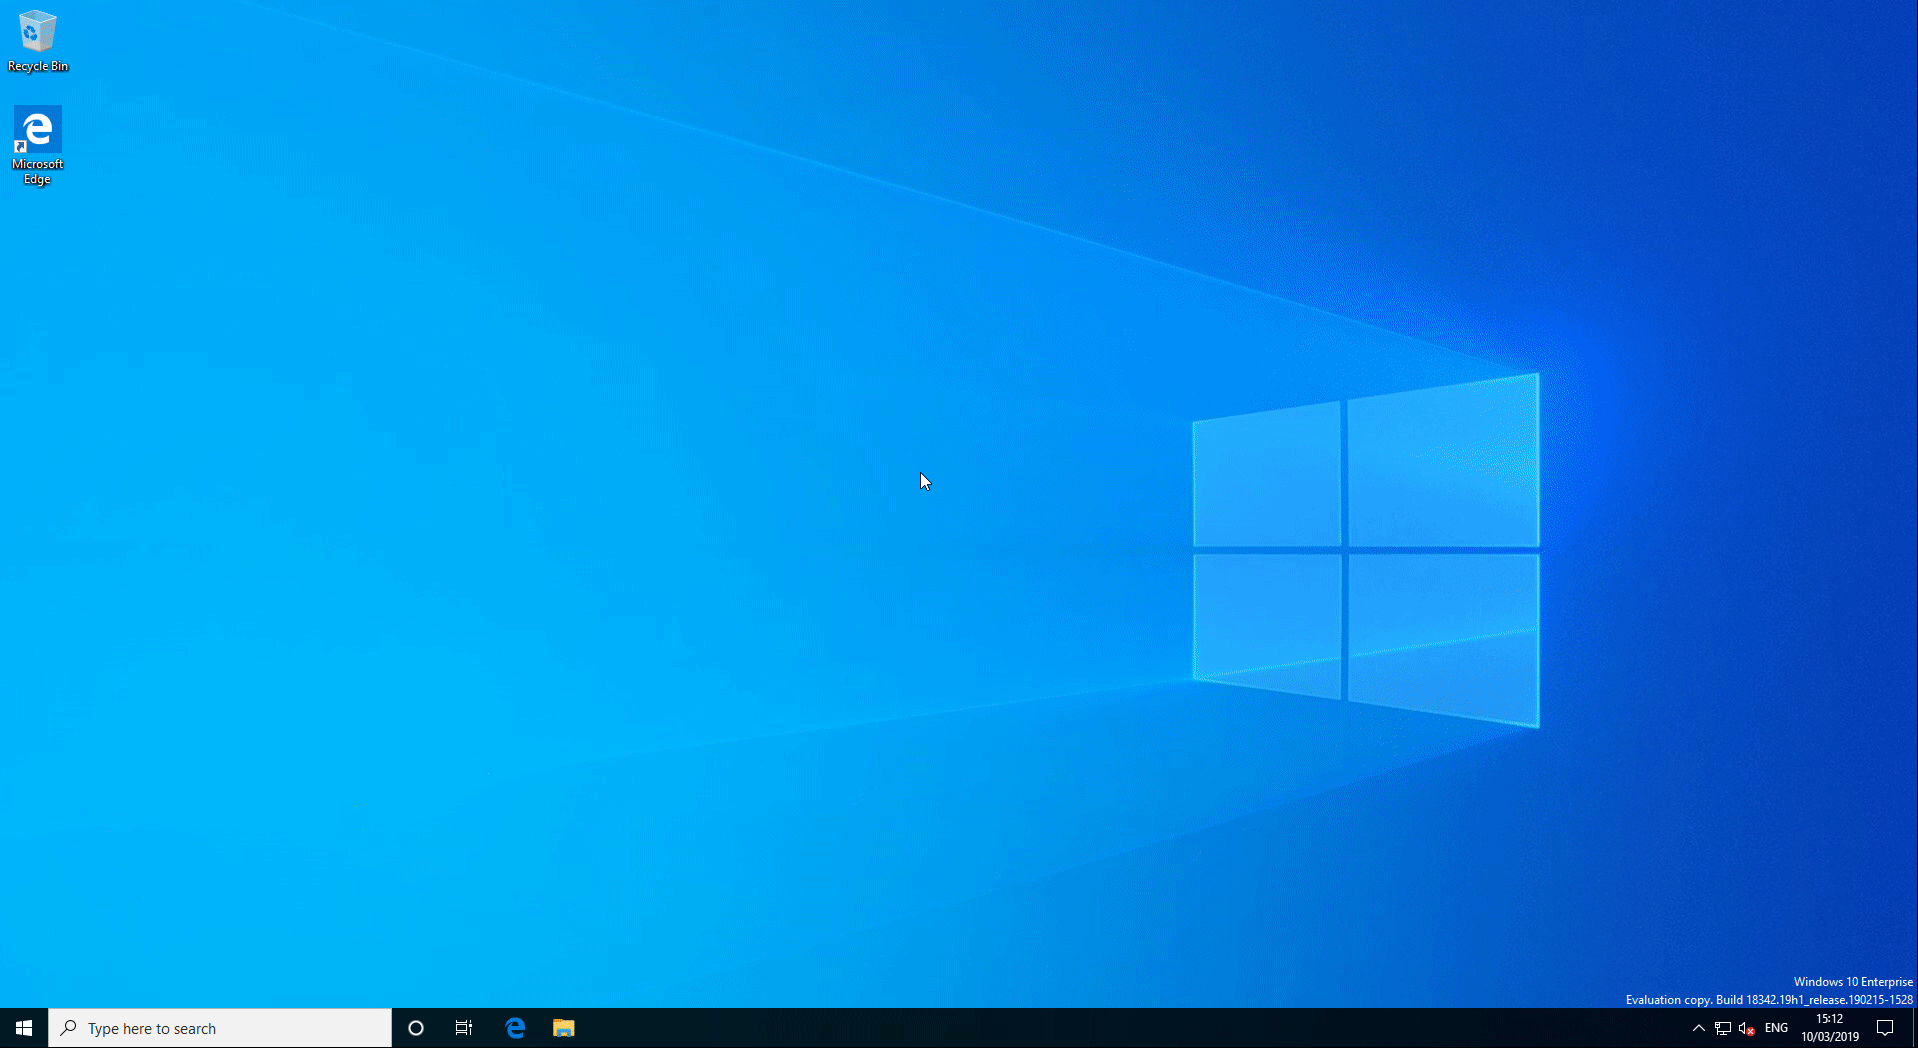 Recycle Bin
Microsoft
Edge
Windows 10 Enterprise
Evaluation copy. Build 18342.19h1_release.190215-1528
Type here to search
ENG
15:12
10/03/2019